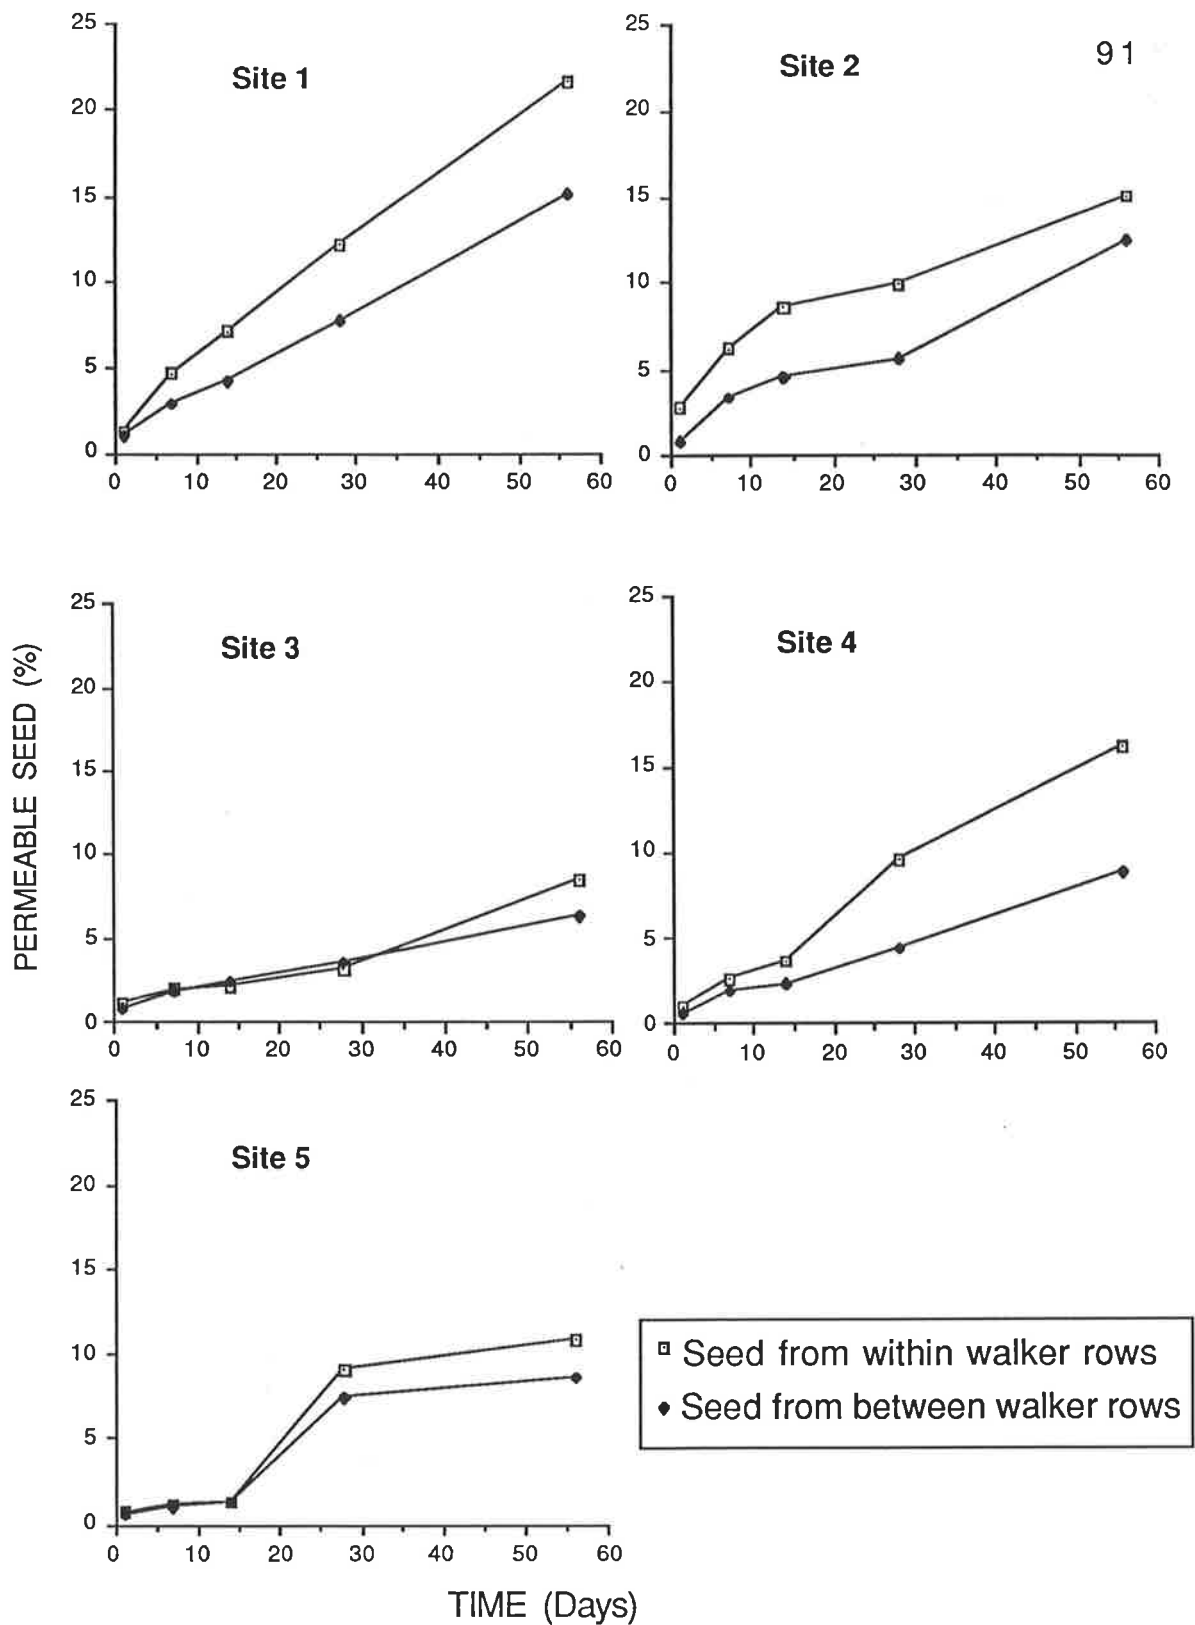 91
Site 1
25
20
15
10
5
0
0 10 20 30 40 50 60
Site 2
25
20
15
10
5
0
0 10 20 30 40 50 60
PERMEABLE SEED (%)
Site 3
25
20
15
10
5
0
0 10 20 30 40 50 60
Site 4
25
20
15
10
5
0
0 10 20 30 40 50 60
Site 5
25
20
15
10
5
0
0 10 20 30 40 50 60
Seed from within walker rows
Seed from between walker rows
TIME (Days)